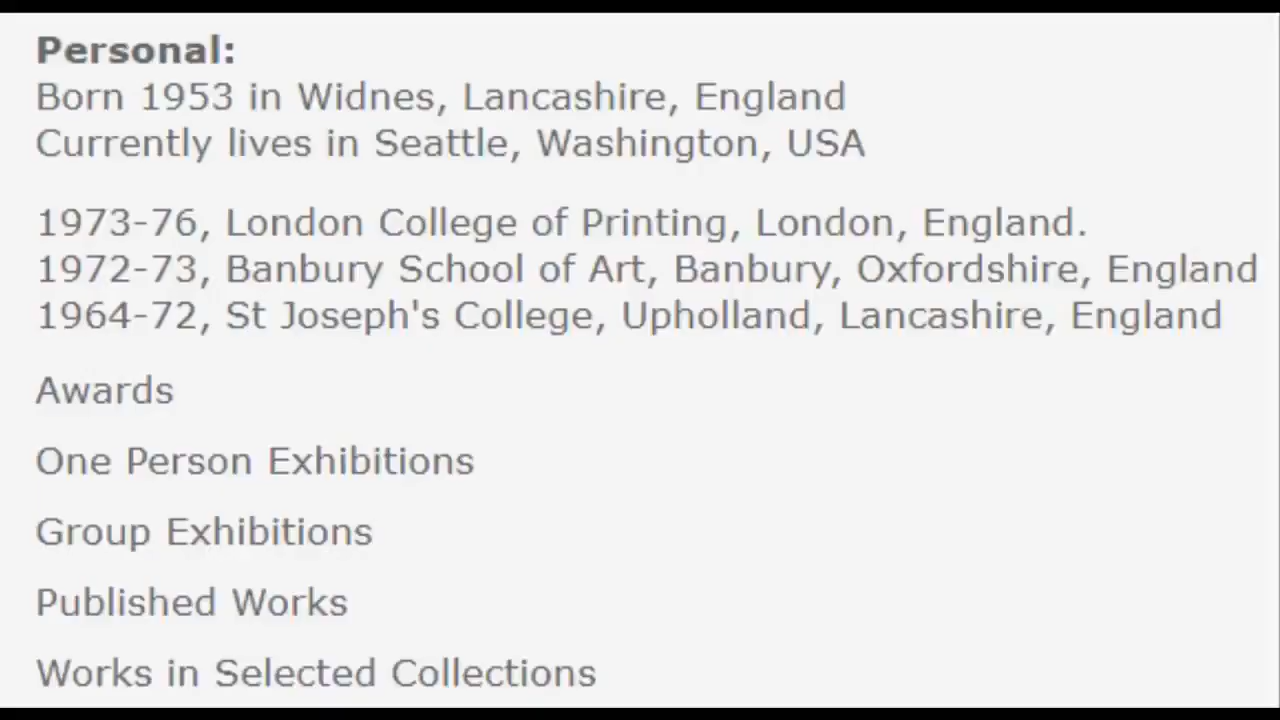 Personal:
Born 1953 in Widnes, Lancashire, England
Currently lives in Seattle, Washington, USA
1973-76, London College of Printing, London, England.
1972-73, Banbury School of Art, Banbury, Oxfordshire, England
1964-72, St Joseph's College, Upholland, Lancashire, England
Awards
One Person Exhibitions
Group Exhibitions
Published Works
Works in Selected Collections